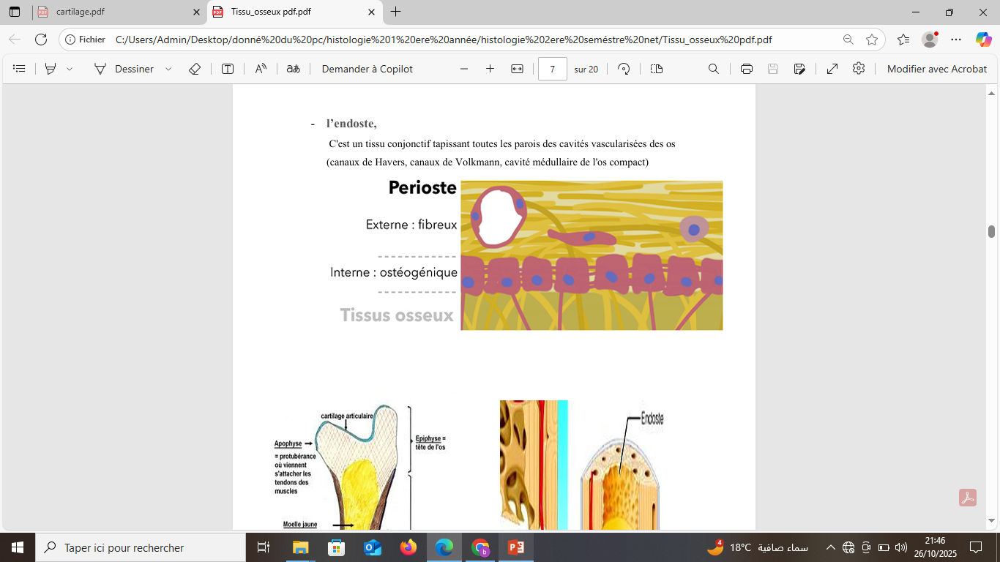 cartilage.pdf
Tissu_osseux pdf.pdf
Fichier
C:/Users/Admin/Desktop/donné%20du%20pc/histologie%201%20ere%20année/histologie%202ere%20seméstre%20net/Tissu_osseux%20pdf.pdf
Dessiner
aあ
Demander à Copilot
7 sur 20
Modifier avec Acrobat
- l’endoste,
C'est un tissu conjonctif tapissant toutes les parois des cavités vascularisées des os
(canaux de Havers, canaux de Volkmann, cavité médullaire de l'os compact)
Perioste
Externe : fibreux
Interne : ostéogénique
Tissus osseux
cartilage articulaire
Apophyse
= protubérance
où viennent
s'attacher les
tendons des
muscles
Epiphyse =
tête de l'os
Moelle jaune
Endoste
Taper ici pour rechercher
4
18°C سماء صافية
21:46
26/10/2025